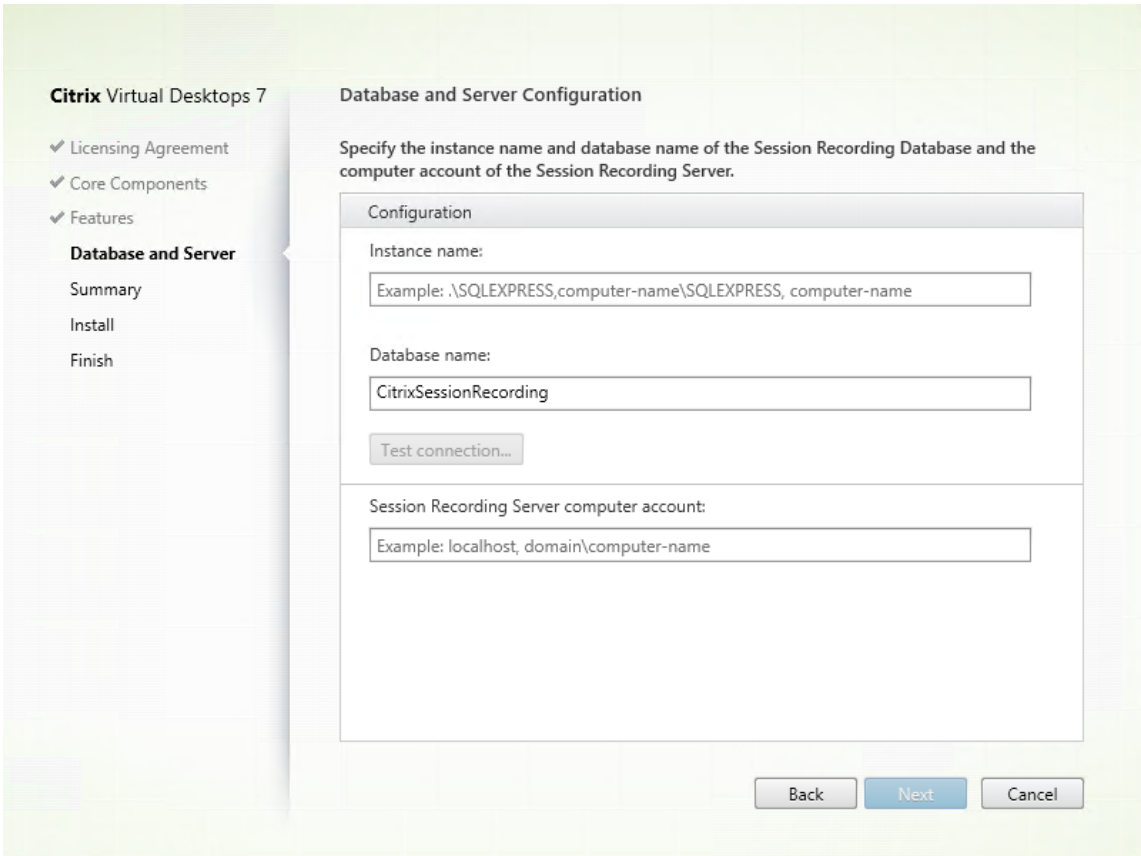 Citrix Virtual Desktops 7
✔ Licensing Agreement
✔ Core Components
✔ Features
Database and Server
Summary
Install
Finish
Database and Server Configuration
Specify the instance name and database name of the Session Recording Database and the
computer account of the Session Recording Server.
Configuration
Instance name:
Example: .\SQLEXPRESS,computer-name\SQLEXPRESS, computer-name
Database name:
CitrixSessionRecording
Test connection...
Session Recording Server computer account:
Example: localhost, domain\computer-name
Back
Next
Cancel